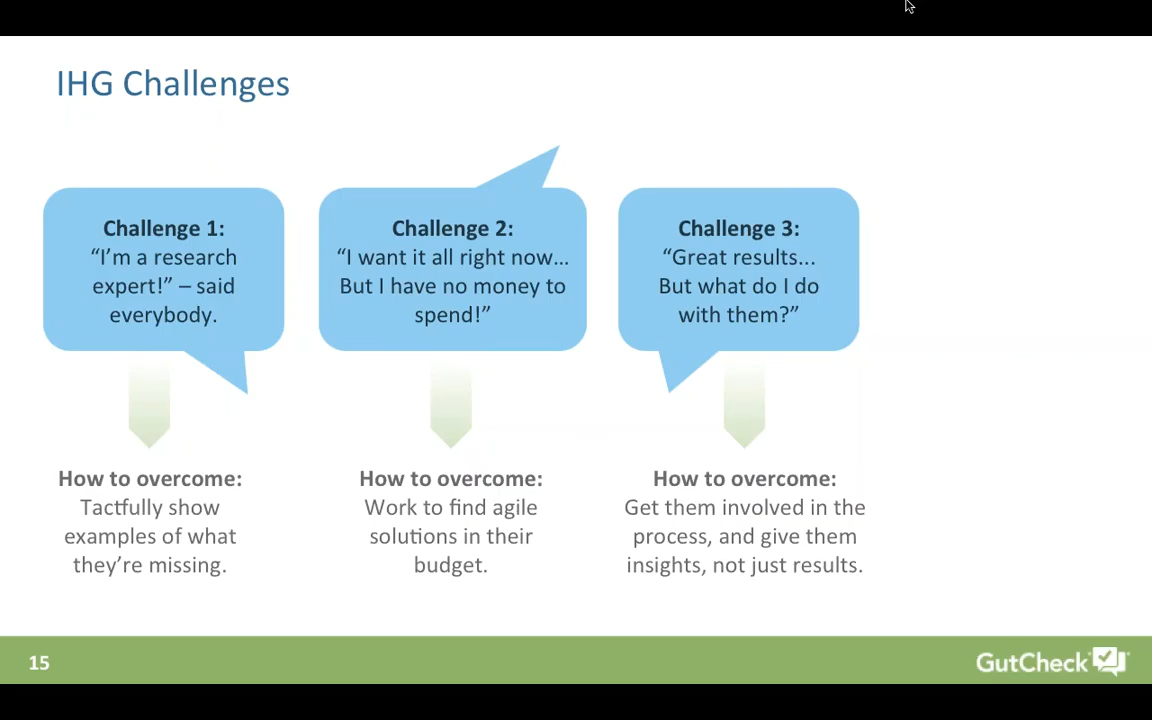 IHG Challenges
Challenge 1:
“I’m a research
expert!” – said
everybody.
Challenge 2:
“I want it all right now...
But I have no money to
spend!”
Challenge 3:
“Great results...
But what do I do
with them?”
How to overcome:
Tactfully show
examples of what
they’re missing.
How to overcome:
Work to find agile
solutions in their
budget.
How to overcome:
Get them involved in the
process, and give them
insights, not just results.
15
GutCheck